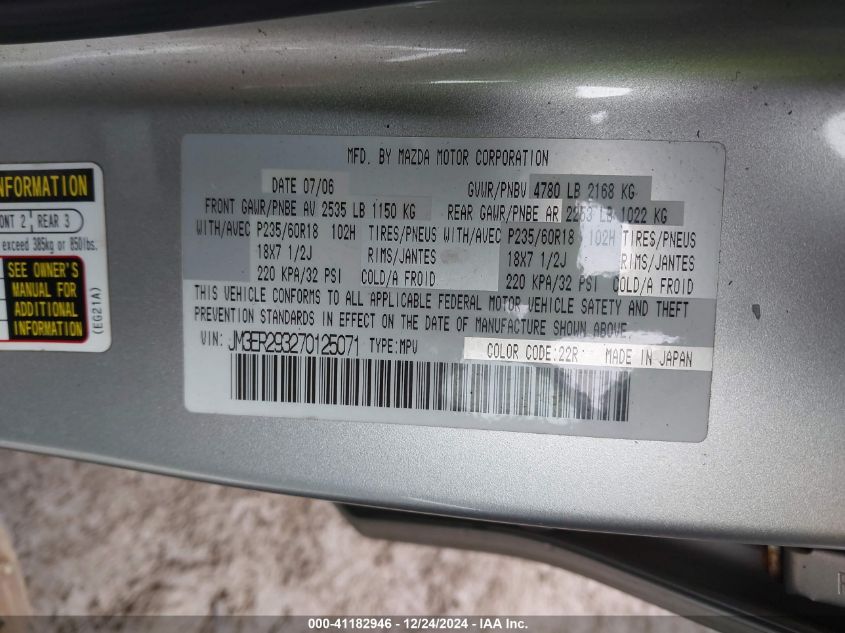 MFD. BY MAZDA MOTOR CORPORATION
DATE 07/06 GVWR/PNBV 4780 LB 2168 KG
FRONT GAWR/PNBE AV 2535 LB 1150 KG REAR GAWR/PNBE AR 2253 LB 1022 KG
WITH/AVEC P235/60R18 102H TIRES/PNEUS WITH/AVEC P235/60R18 102H TIRES/PNEUS
18X7 1/2J RIMS/JANTES 18X7 1/2J RIMS/JANTES
220 KPA/32 PSI COLD/A FROID 220 KPA/32 PSI COLD/A FROID
THIS VEHICLE CONFORMS TO ALL APPLICABLE FEDERAL MOTOR VEHICLE SAFETY AND THEFT
PREVENTION STANDARDS IN EFFECT ON THE DATE OF MANUFACTURE SHOWN ABOVE.
VIN: JM3ER293270125071 TYPE:MPV COLOR CODE:22R MADE IN JAPAN
INFORMATION
2 REAR 3
exceed 385kg or 850lbs.
SEE OWNER'S
MANUAL FOR
ADDITIONAL
INFORMATION
(EG21A)
000-41182946 - 12/24/2024 - IAA Inc.